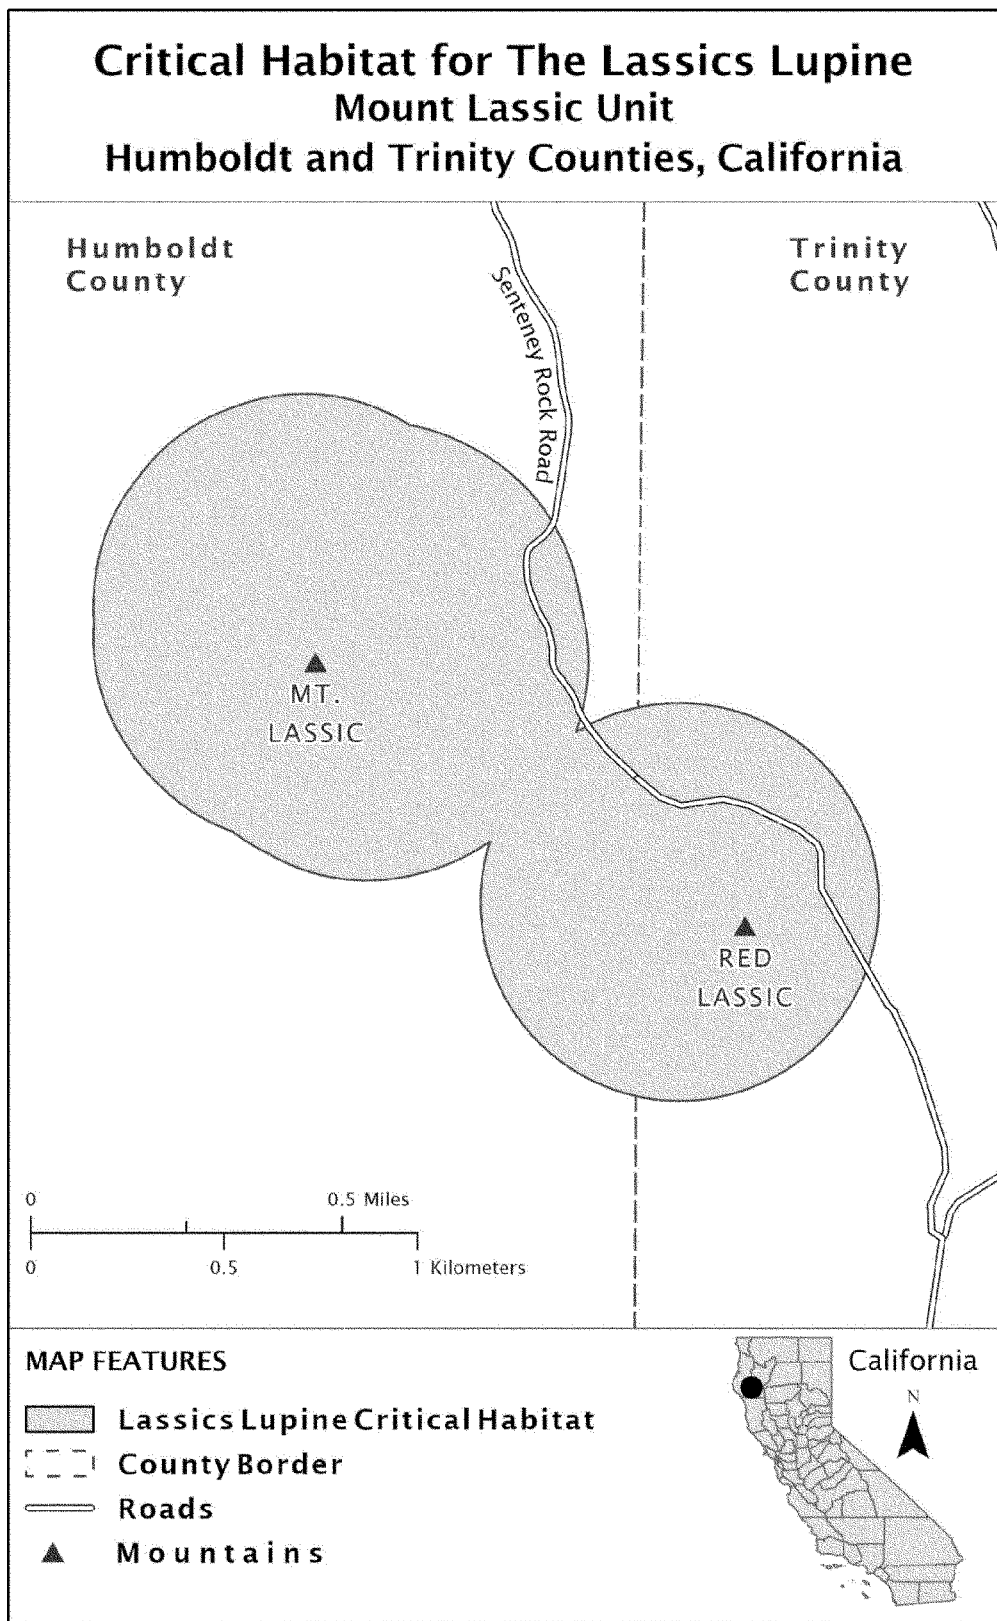 Critical Habitat for The Lassics Lupine
Mount Lassic Unit
Humboldt and Trinity Counties, California
Humboldt
County
Trinity
County
Senteney Rock Road
MT.
LASSIC
RED
LASSIC
0 0.5 Miles
0 0.5 1 Kilometers
MAP FEATURES
Lassics Lupine Critical Habitat
County Border
Roads
Mountains
California
N